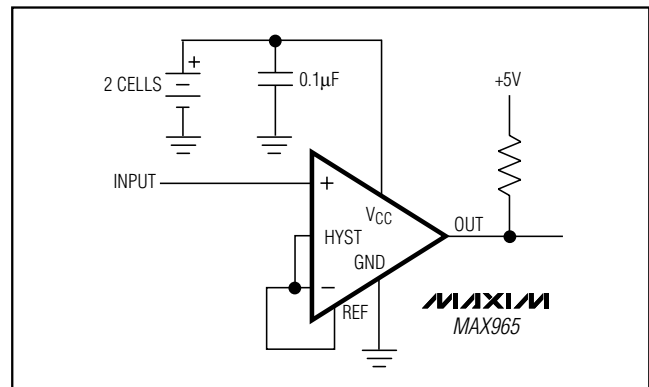 +
2 CELLS
0.1µF
+5V
INPUT
+
VCC
OUT
HYST
GND
−
REF
MAXIM
MAX965